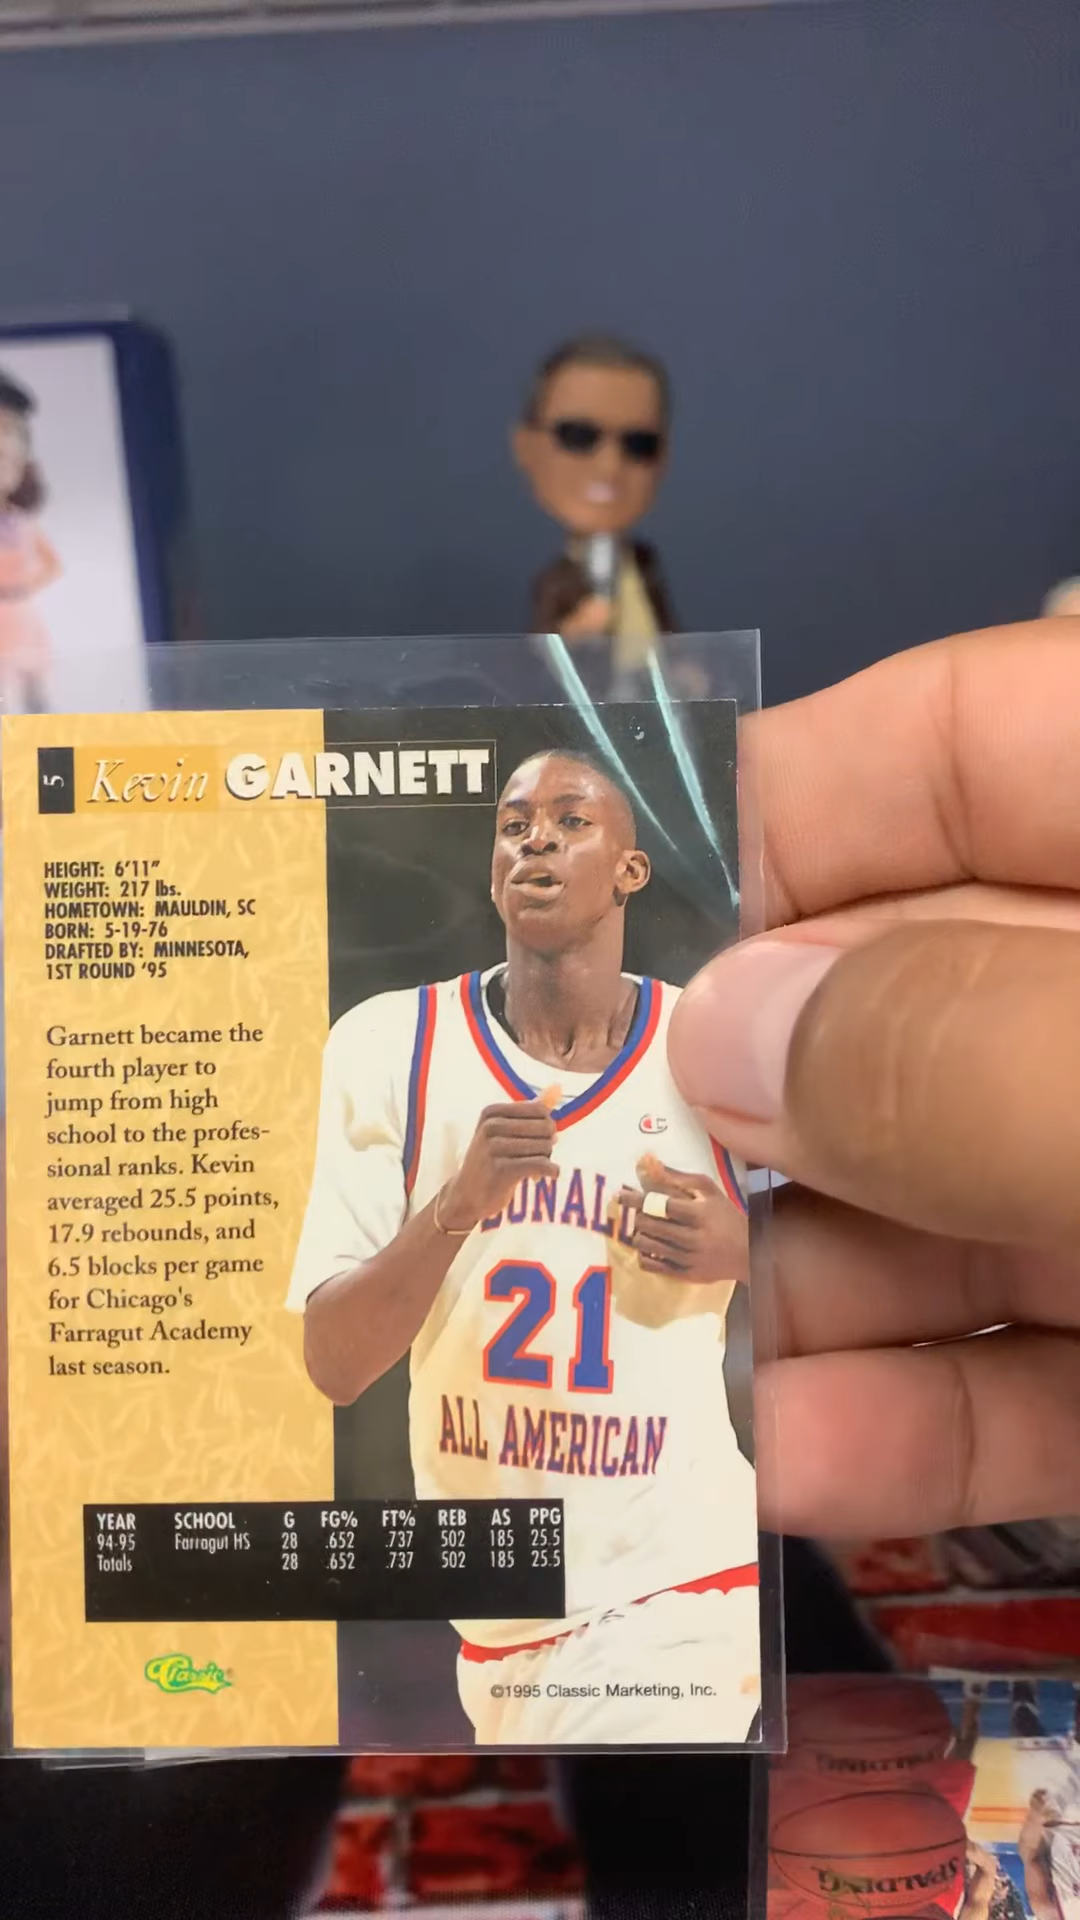 5
Kevin GARNETT
HEIGHT: 6'11"
WEIGHT: 217 lbs.
HOMETOWN: MAULDIN, SC
BORN: 5-19-76
DRAFTED BY: MINNESOTA,
1ST ROUND '95
Garnett became the
fourth player to
jump from high
school to the profes-
sional ranks. Kevin
averaged 25.5 points,
17.9 rebounds, and
6.5 blocks per game
for Chicago's
Farragut Academy
last season.
ONAL
21
ALL AMERICAN
YEAR SCHOOL G FG% FT% REB AS PPG
94-95 Farragut HS 28 .652 .737 502 185 25.5
Totals 28 .652 .737 502 185 25.5
Classic
©1995 Classic Marketing, Inc.
SPALDING
SPALDING